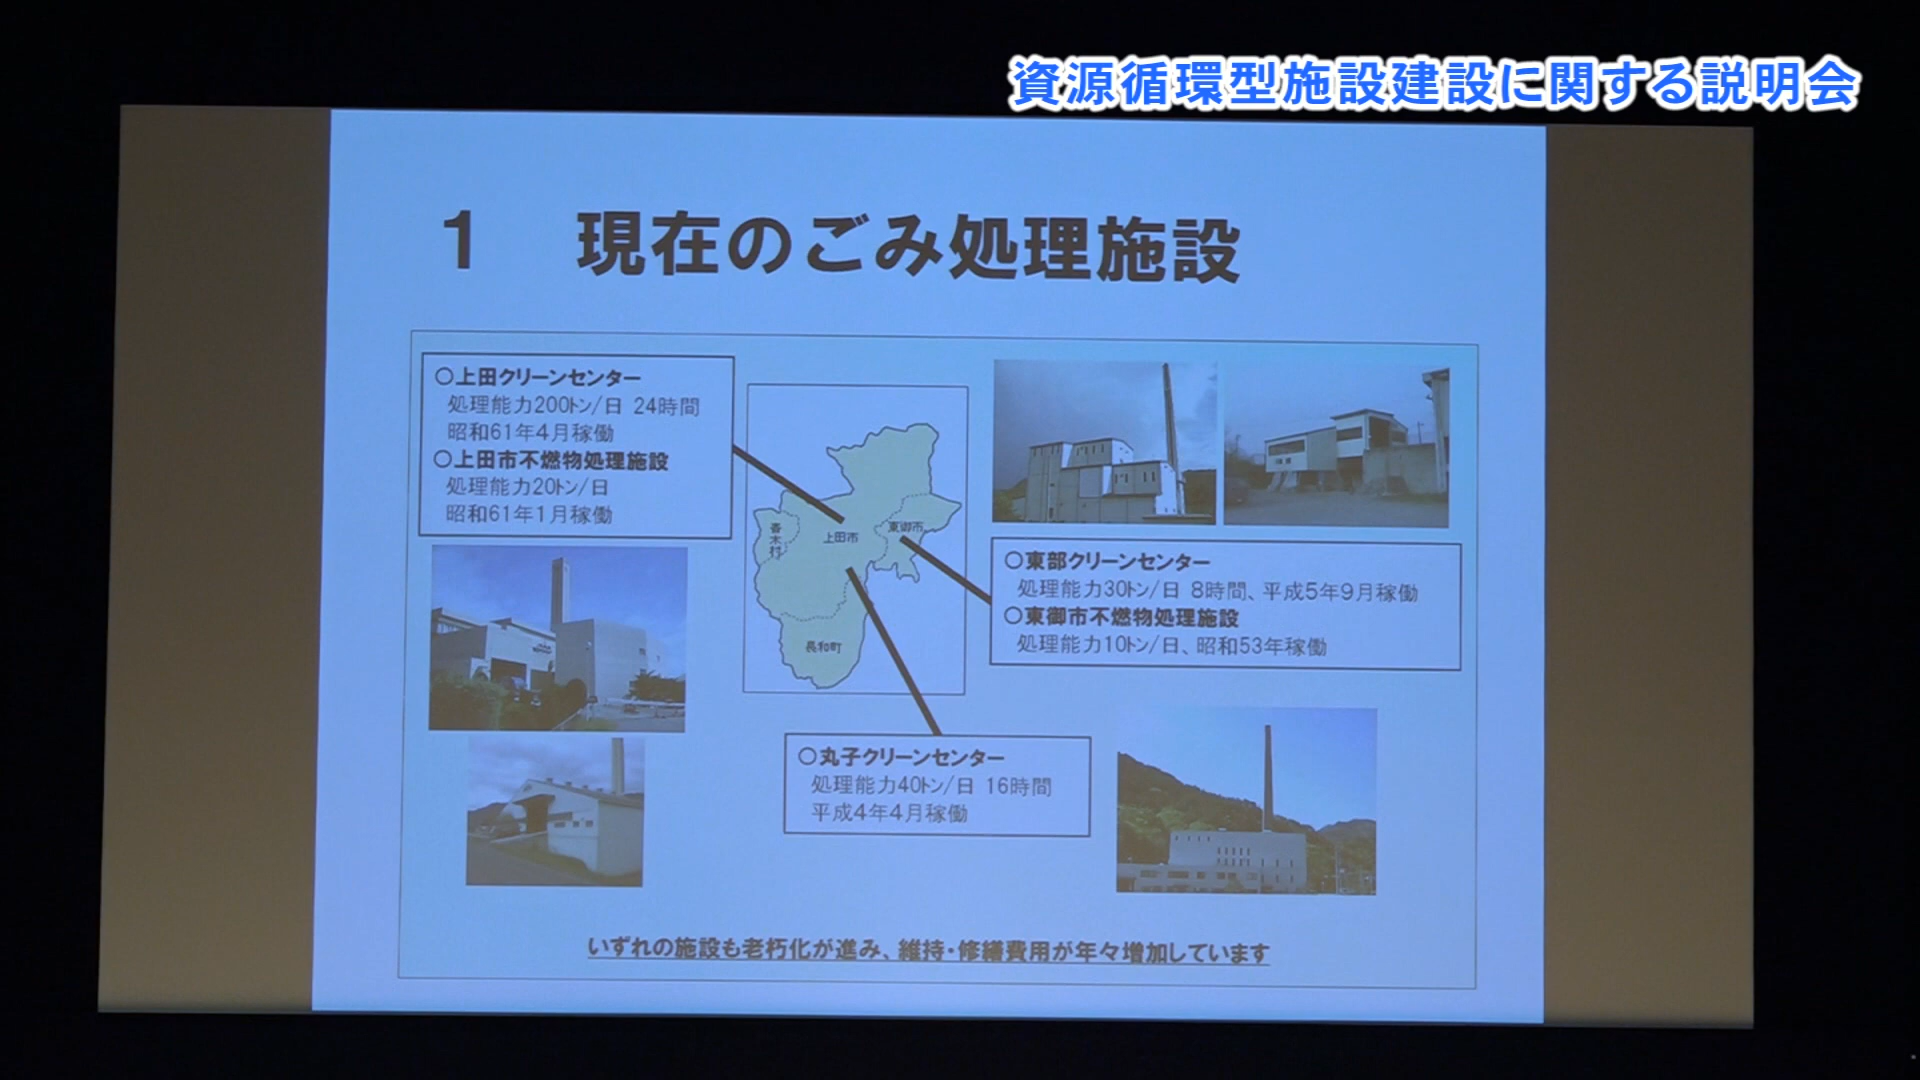 資源循環型施設建設に関する説明会
1 現在のごみ処理施設
○上田クリーンセンター
処理能力200トン/日 24時間
昭和61年4月稼働
○上田市不燃物処理施設
処理能力20トン/日
昭和61年1月稼働
青木村
上田市
東御市
長和町
○東部クリーンセンター
処理能力30トン/日 8時間、平成5年9月稼働
○東御市不燃物処理施設
処理能力10トン/日、昭和53年稼働
○丸子クリーンセンター
処理能力40トン/日 16時間
平成4年4月稼働
いずれの施設も老朽化が進み、維持・修繕費用が年々増加しています